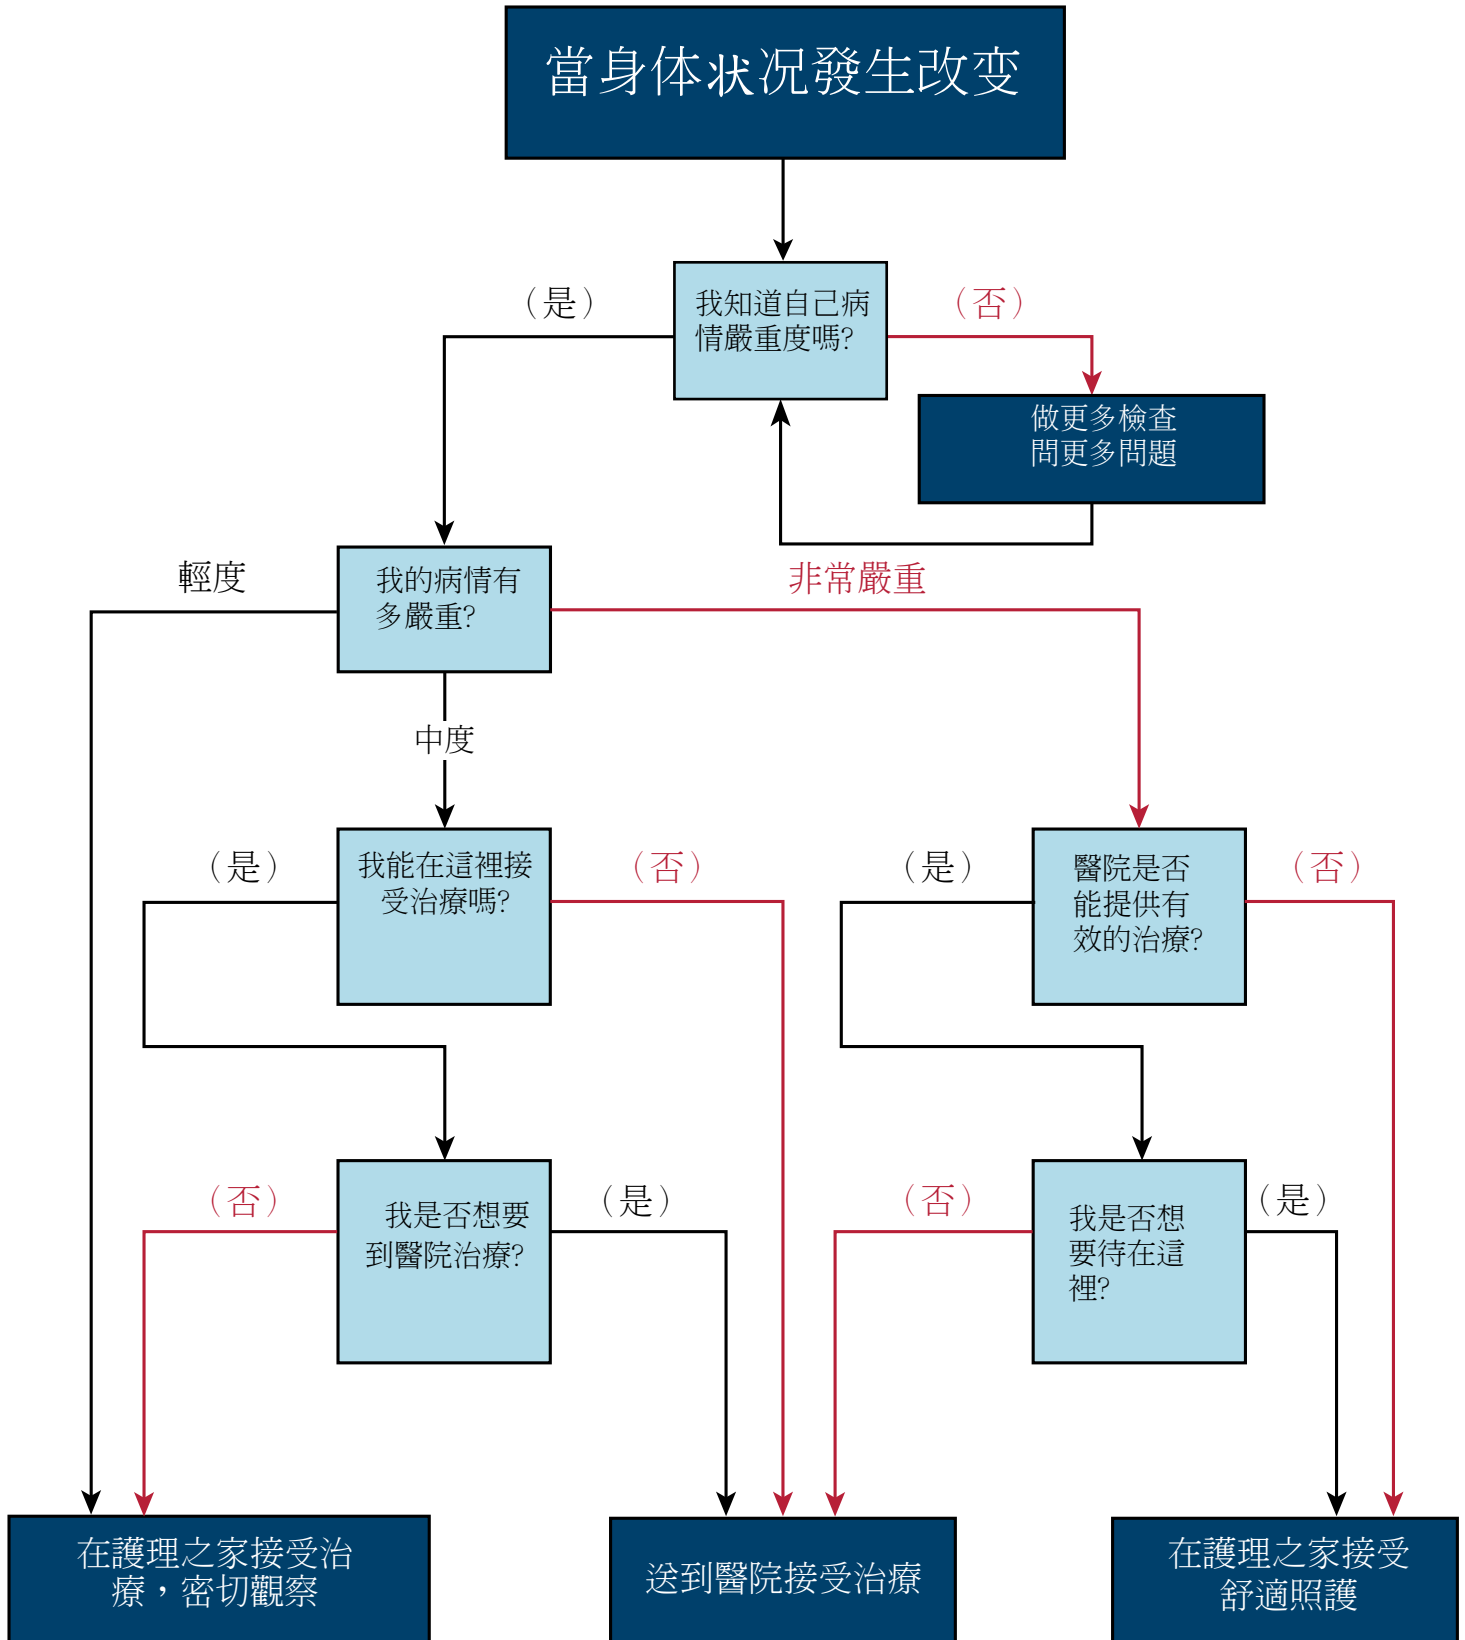 當身体状况發生改变
（是）
我知道自己病
情嚴重度嗎?
（否）
做更多檢查
問更多問題
輕度
我的病情有
多嚴重?
非常嚴重
中度
（是）
我能在這裡接
受治療嗎?
（否）
（是）
醫院是否
能提供有
效的治療?
（否）
（否）
我是否想要
到醫院治療?
（是）
（否）
我是否想
要待在這
裡?
（是）
在護理之家接受治
療，密切觀察
送到醫院接受治療
在護理之家接受
舒適照護